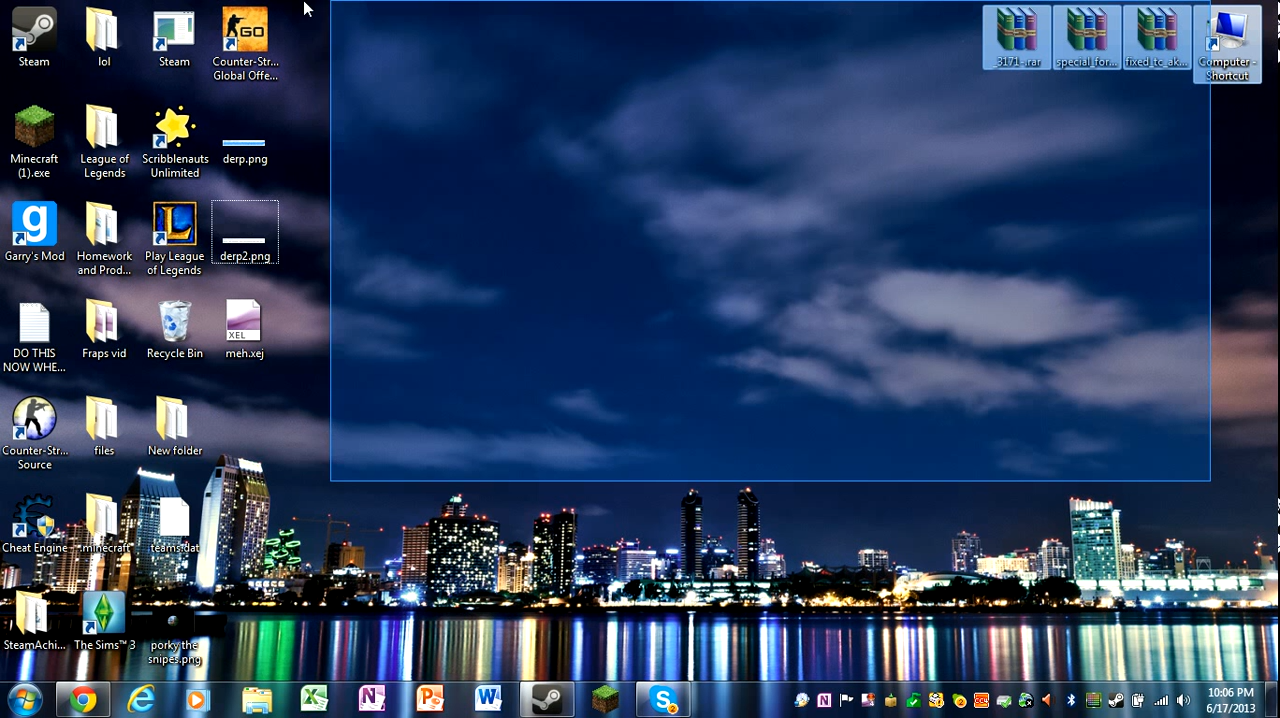 Steam
lol
Steam
Counter-Str...
Global Offe...
GO
3171-.rar
special_for...
fixed_tc_ak...
Computer -
Shortcut
Minecraft
(1).exe
League of
Legends
Scribblenauts
Unlimited
derp.png
g
Garry's Mod
Homework
and Prod...
L
Play League
of Legends
derp2.png
DO THIS
NOW WHE...
Fraps vid
Recycle Bin
XEL
meh.xej
Counter-Str...
Source
files
New folder
Cheat Engine
.minecraft
teams.dat
SteamAchi...
The Sims™ 3
porky the
snipes.png
10:06 PM
6/17/2013